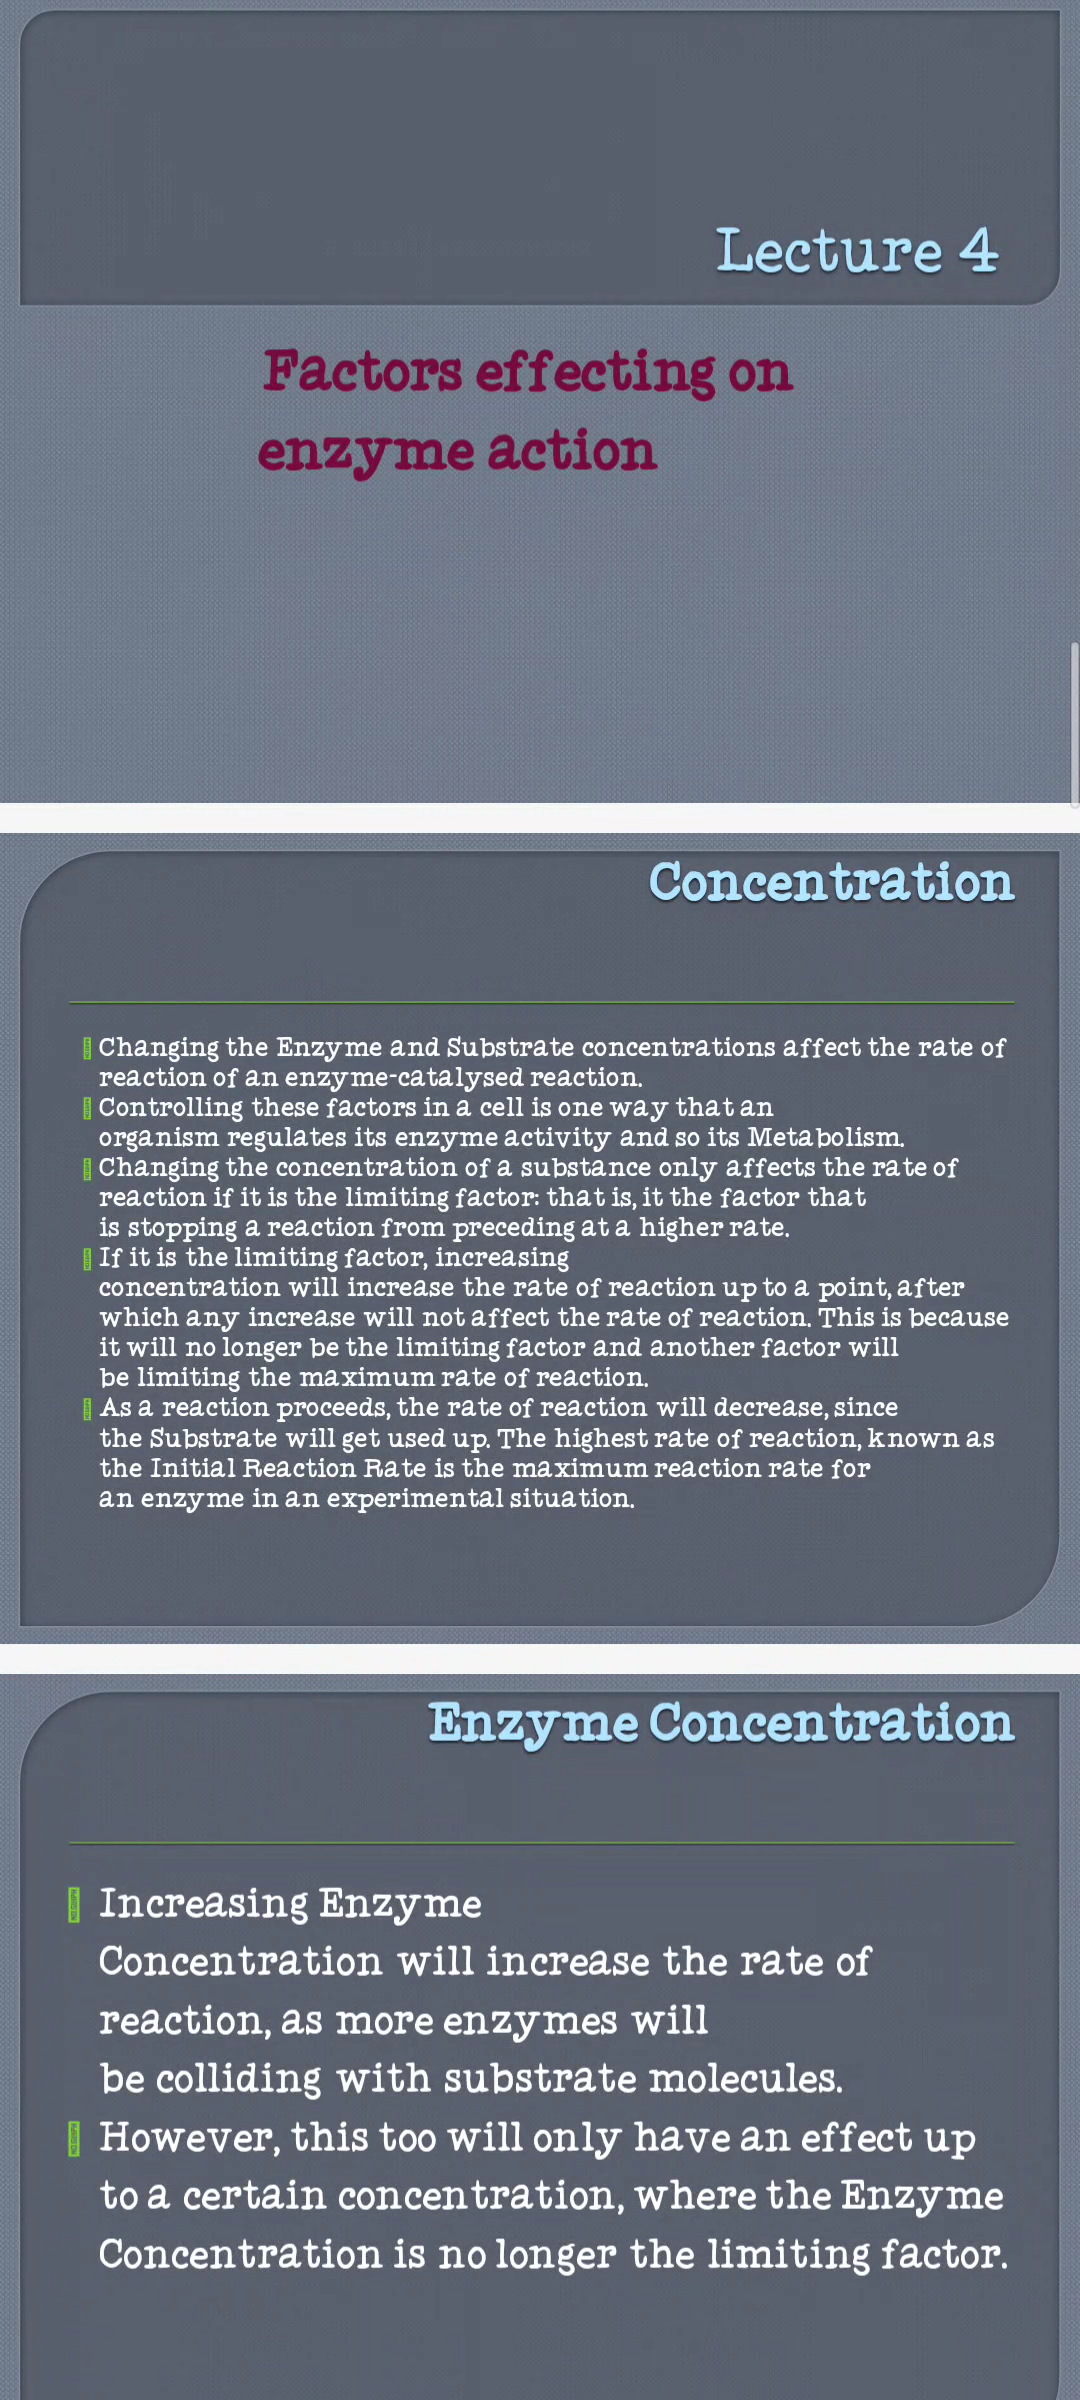 Lecture 4
Factors effecting on
enzyme action
Concentration
Changing the Enzyme and Substrate concentrations affect the rate of
reaction of an enzyme-catalysed reaction.
Controlling these factors in a cell is one way that an
organism regulates its enzyme activity and so its Metabolism.
Changing the concentration of a substance only affects the rate of
reaction if it is the limiting factor: that is, it the factor that
is stopping a reaction from preceding at a higher rate.
If it is the limiting factor, increasing
concentration will increase the rate of reaction up to a point, after
which any increase will not affect the rate of reaction. This is because
it will no longer be the limiting factor and another factor will
be limiting the maximum rate of reaction.
As a reaction proceeds, the rate of reaction will decrease, since
the Substrate will get used up. The highest rate of reaction, known as
the Initial Reaction Rate is the maximum reaction rate for
an enzyme in an experimental situation.
Enzyme Concentration
Increasing Enzyme
Concentration will increase the rate of
reaction, as more enzymes will
be colliding with substrate molecules.
However, this too will only have an effect up
to a certain concentration, where the Enzyme
Concentration is no longer the limiting factor.